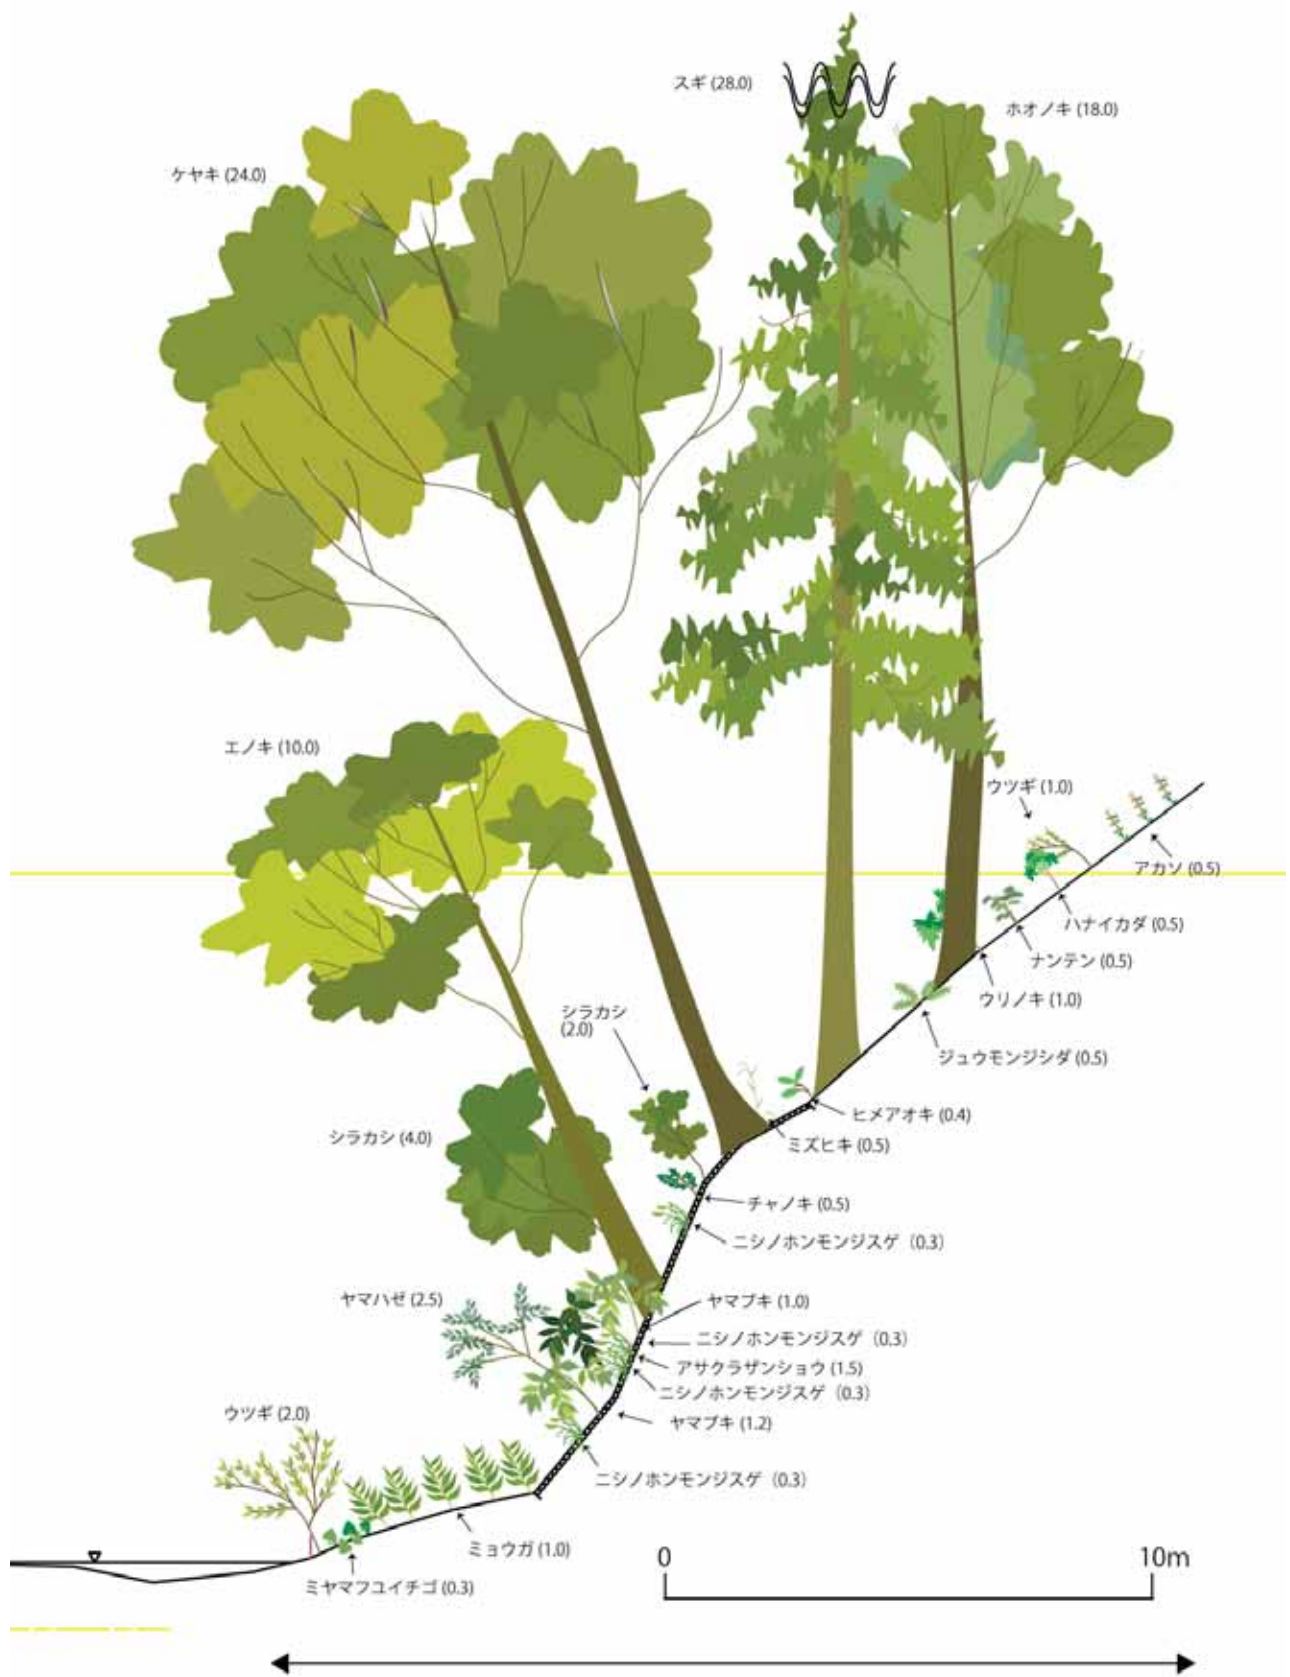 スギ (28.0)
ホオノキ (18.0)
ケヤキ (24.0)
エノキ (10.0)
ウツギ (1.0)
アカソ (0.5)
ハナイカダ (0.5)
ナンテン (0.5)
ウリノキ (1.0)
シラカシ
(2.0)
ジュウモンジシダ (0.5)
ヒメアオキ (0.4)
シラカシ (4.0)
ミズヒキ (0.5)
チャノキ (0.5)
ニシノホンモンジスゲ（0.3）
ヤマハゼ (2.5)
ヤマブキ (1.0)
ニシノホンモンジスゲ（0.3）
アサクラザンショウ (1.5)
ニシノホンモンジスゲ（0.3）
ウツギ (2.0)
ヤマブキ (1.2)
ニシノホンモンジスゲ（0.3）
ミョウガ (1.0)
ミヤマフユイチゴ (0.3)
0 10m